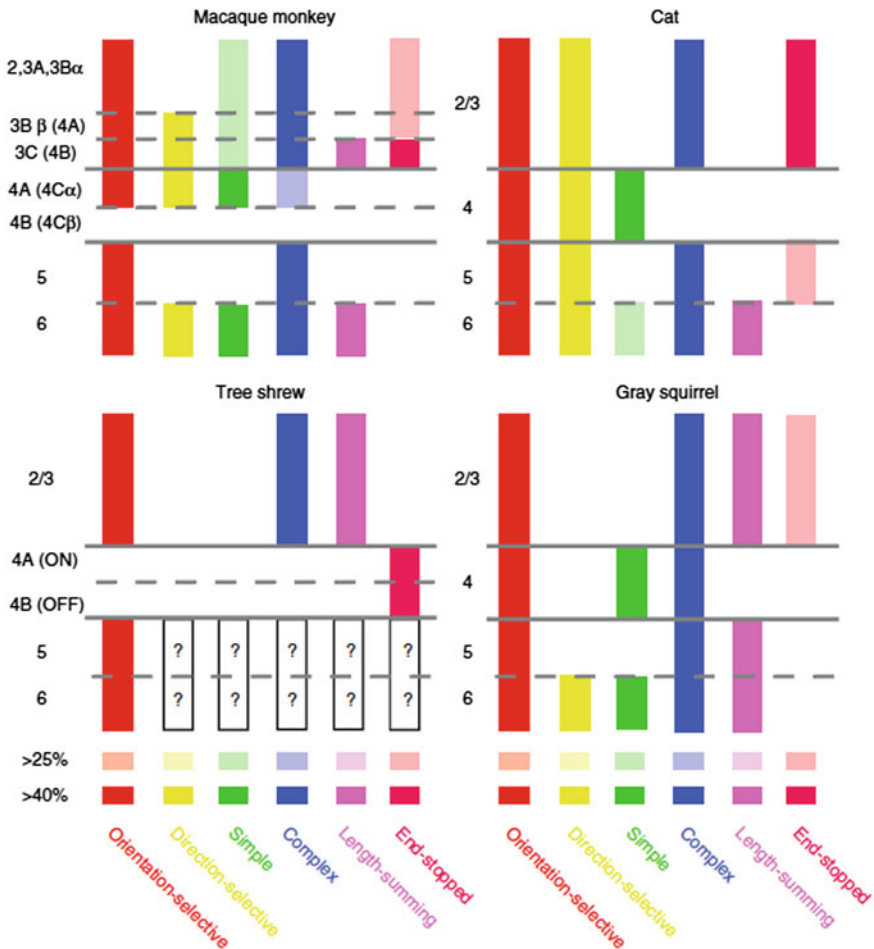 Macaque monkey
2,3A,3Bα
3B β (4A)
3C (4B)
4A (4Cα)
4B (4Cβ)
5
6
Cat
2/3
4
5
6
Tree shrew
2/3
4A (ON)
4B (OFF)
5
6
? ? ? ? ?
? ? ? ? ?
Gray squirrel
2/3
4
5
6
>25%
>40%
Orientation-selective
Direction-selective
Simple
Complex
Length-summing
End-stopped
Orientation-selective
Direction-selective
Simple
Complex
Length-summing
End-stopped